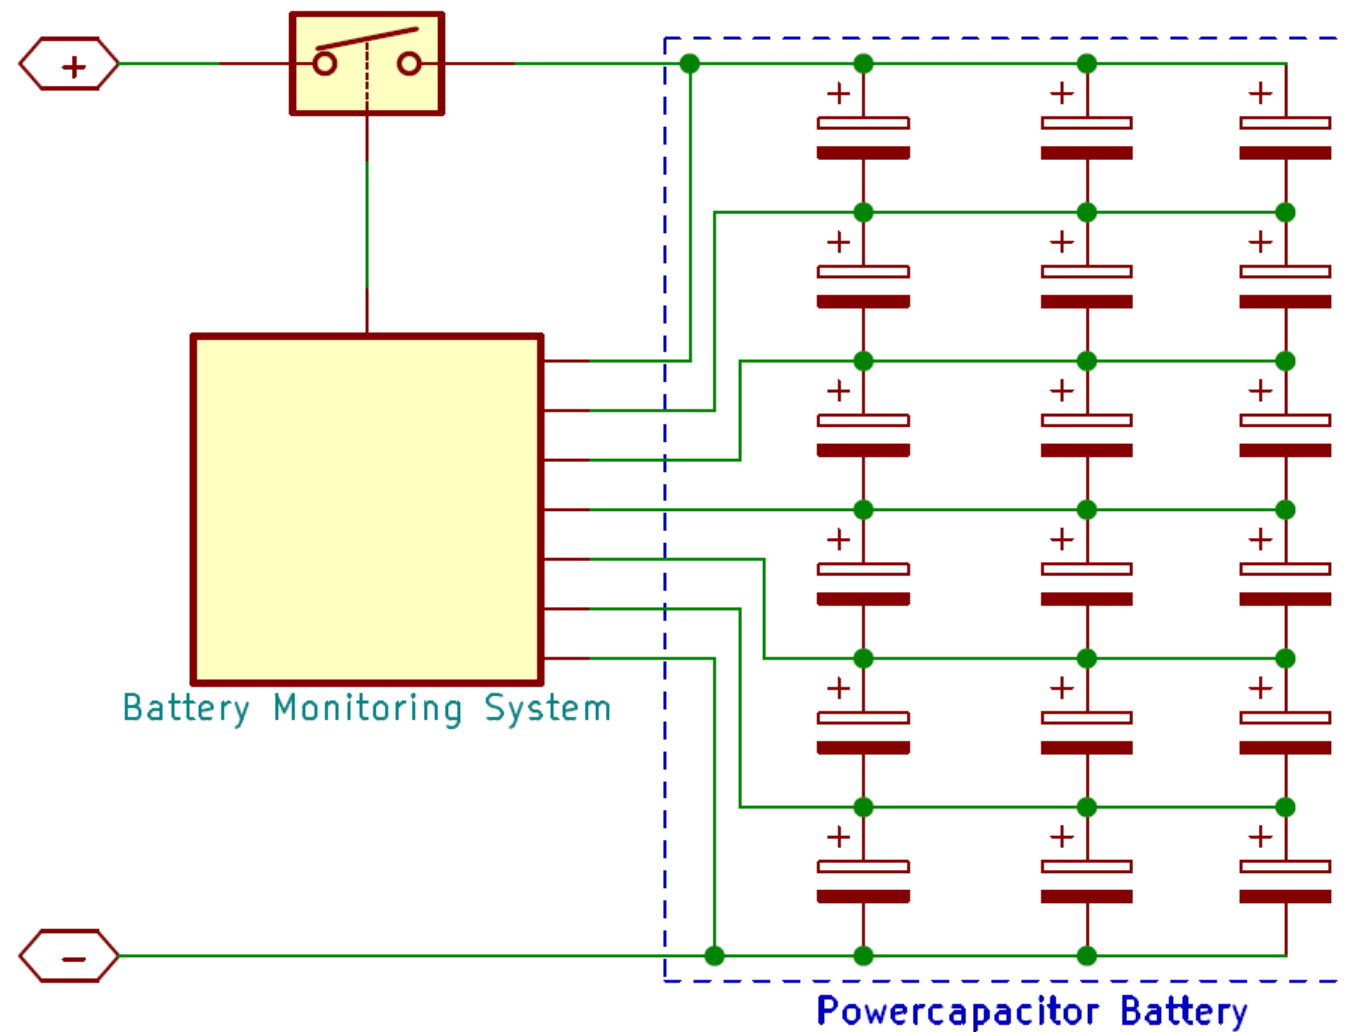 +
+ + +
+ + +
+ + +
+ + +
Battery Monitoring System
+ + +
+ + +
−
Powercapacitor Battery